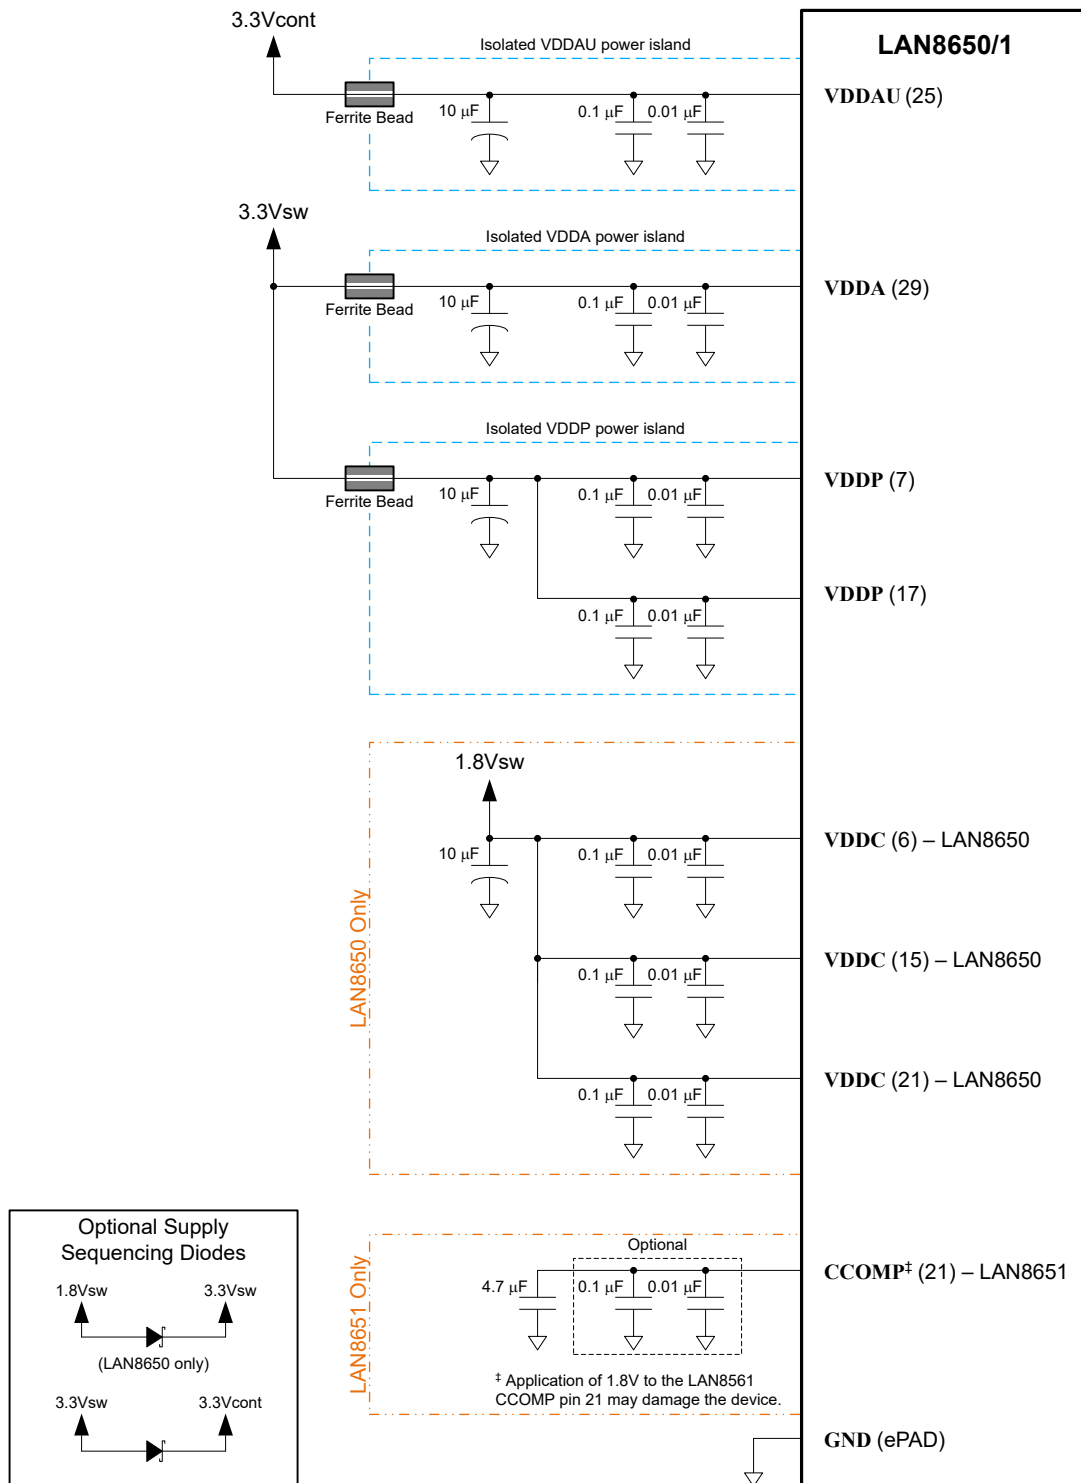 3.3Vcont
Isolated VDDAU power island
LAN8650/1
Ferrite Bead
10 µF
0.1 µF
0.01 µF
VDDAU (25)
3.3Vsw
Isolated VDDA power island
Ferrite Bead
10 µF
0.1 µF
0.01 µF
VDDA (29)
Isolated VDDP power island
Ferrite Bead
10 µF
0.1 µF
0.01 µF
VDDP (7)
0.1 µF
0.01 µF
VDDP (17)
LAN8650 Only
1.8Vsw
10 µF
0.1 µF
0.01 µF
VDDC (6) – LAN8650
0.1 µF
0.01 µF
VDDC (15) – LAN8650
0.1 µF
0.01 µF
VDDC (21) – LAN8650
LAN8651 Only
Optional
4.7 µF
0.1 µF
0.01 µF
CCOMP‡ (21) – LAN8651
‡ Application of 1.8V to the LAN8561
CCOMP pin 21 may damage the device.
GND (ePAD)
Optional Supply
Sequencing Diodes
1.8Vsw
3.3Vsw
(LAN8650 only)
3.3Vsw
3.3Vcont